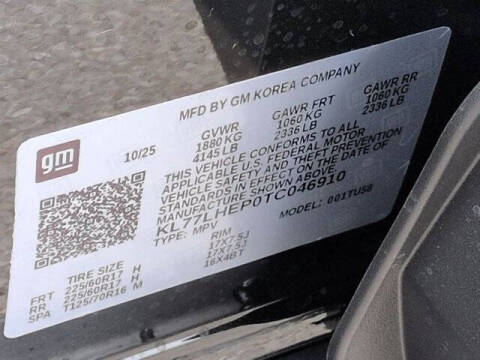 MFD BY GM KOREA COMPANY
gm
10/25 GVWR GAWR FRT GAWR RR
1880 KG 1060 KG 1060 KG
4145 LB 2336 LB 2336 LB
THIS VEHICLE CONFORMS TO ALL
APPLICABLE U.S. FEDERAL MOTOR
VEHICLE SAFETY AND THEFT PREVENTION
STANDARDS IN EFFECT ON THE DATE OF
MANUFACTURE SHOWN ABOVE.
KL77LHEP0TC046910
TYPE: MPV MODEL: 001TU58
TIRE SIZE RIM
FRT 225/60R17 H 17X7.5J
RR 225/60R17 H 17X7.5J
SPA T125/70R16 M 16X4BT